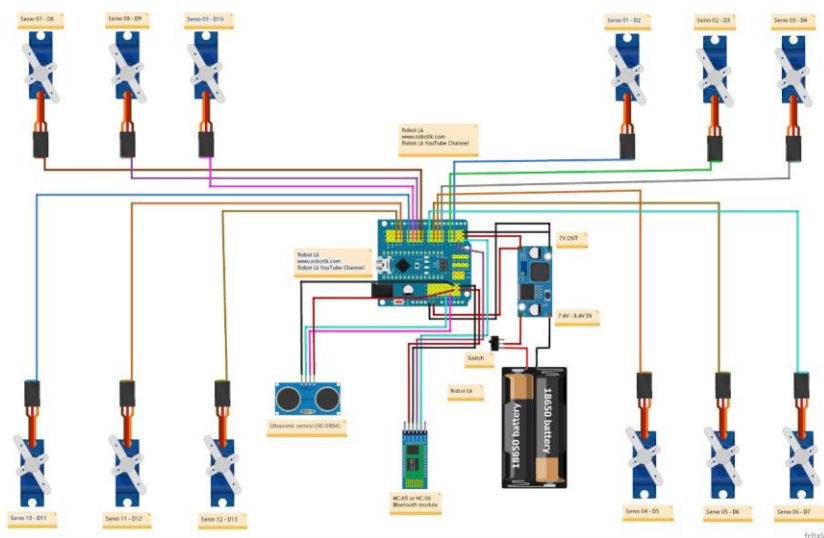 Servo 07 - D8
Servo 08 - D9
Servo 09 - D10
Servo 01 - D2
Servo 02 - D3
Servo 03 - D4
Robot Lk
www.robotlk.com
Robot Lk YouTube Channel
Robot Lk
www.robotlk.com
Robot Lk YouTube Channel
7V OUT
7.4V - 8.4V IN
Switch
Robot Lk
18650 battery
18650 battery
Ultrasonic sensor (HC-SR04)
HC-05 or HC-06
Bluetooth module
Servo 10 - D11
Servo 11 - D12
Servo 12 - D13
Servo 04 - D5
Servo 05 - D6
Servo 06 - D7